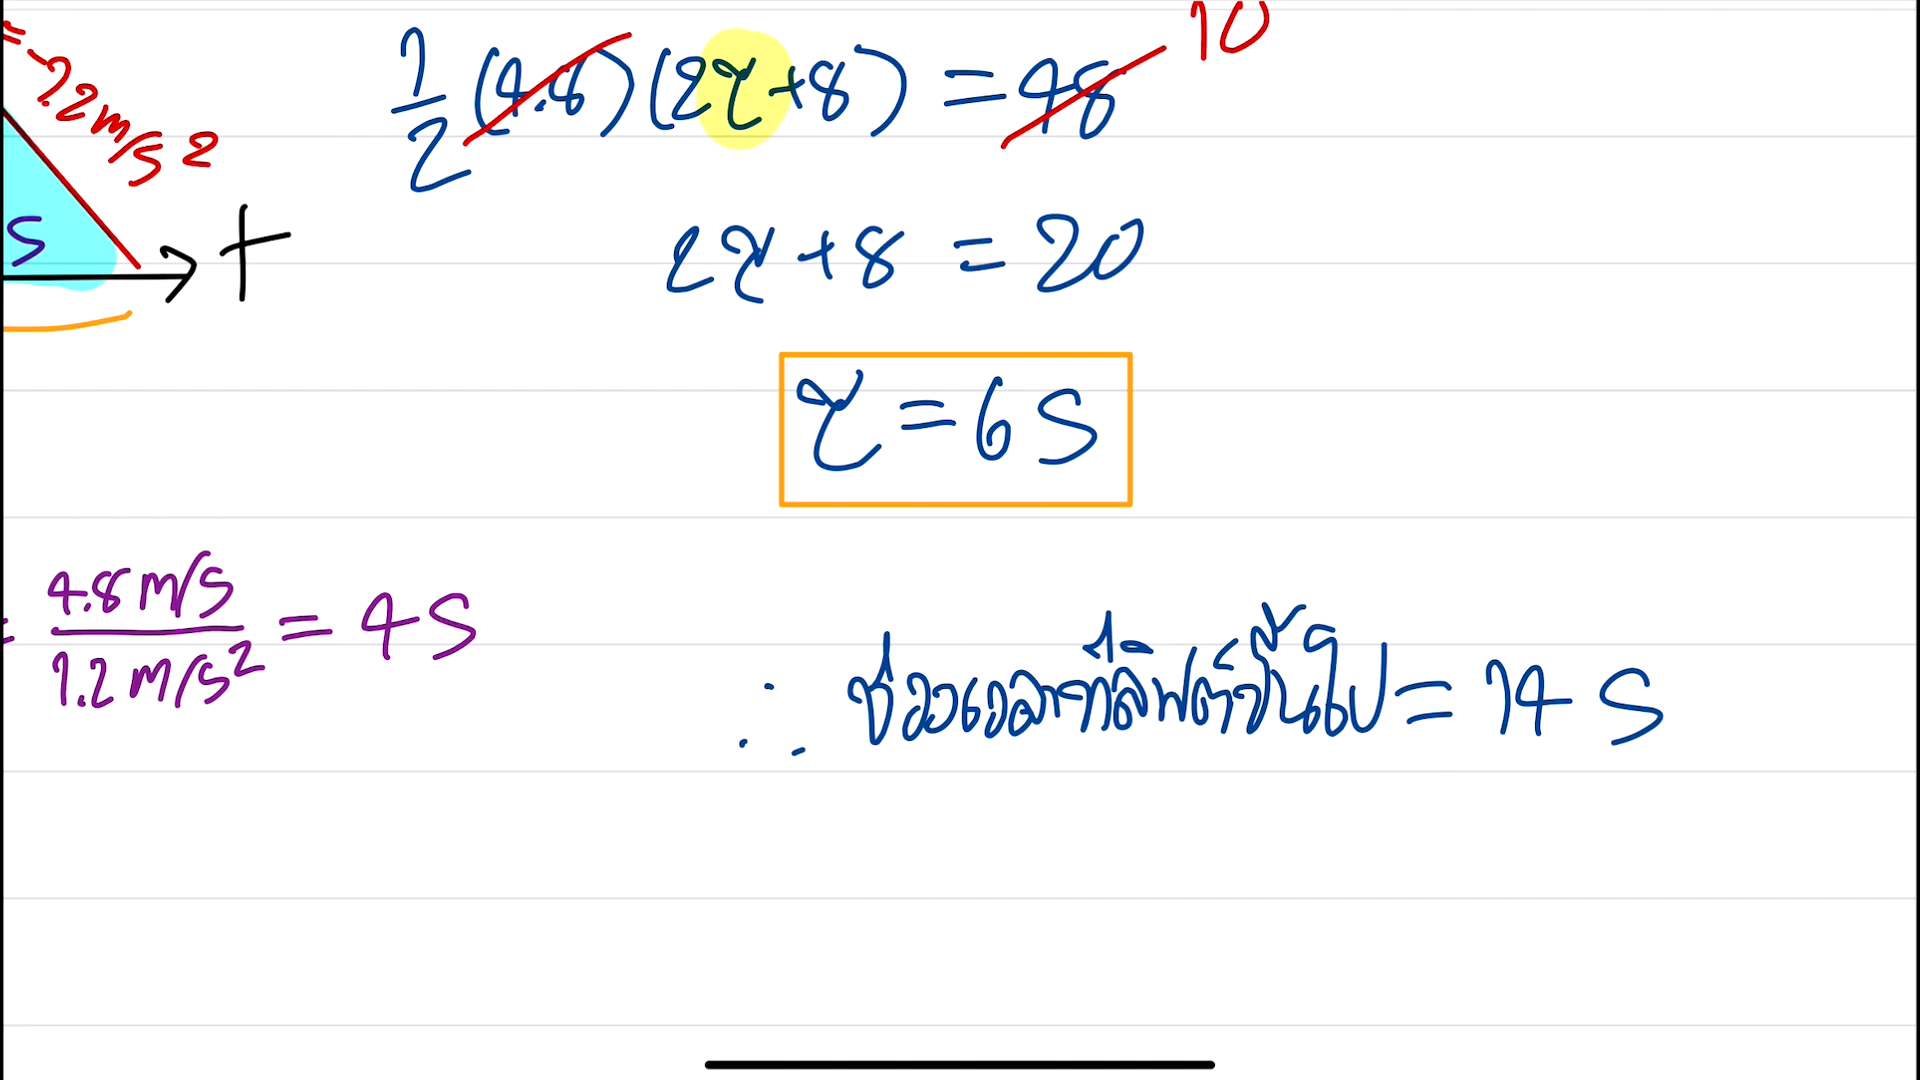 = -1.2 m/s²
1/2 (4.8)(2τ+8) = 48 10
2τ + 8 = 20
s
t
τ = 6 s
= 4.8 m/s / 1.2 m/s² = 4 s
∴ ช่วงเวลาที่ลิฟต์ขึ้นไป = 14 s